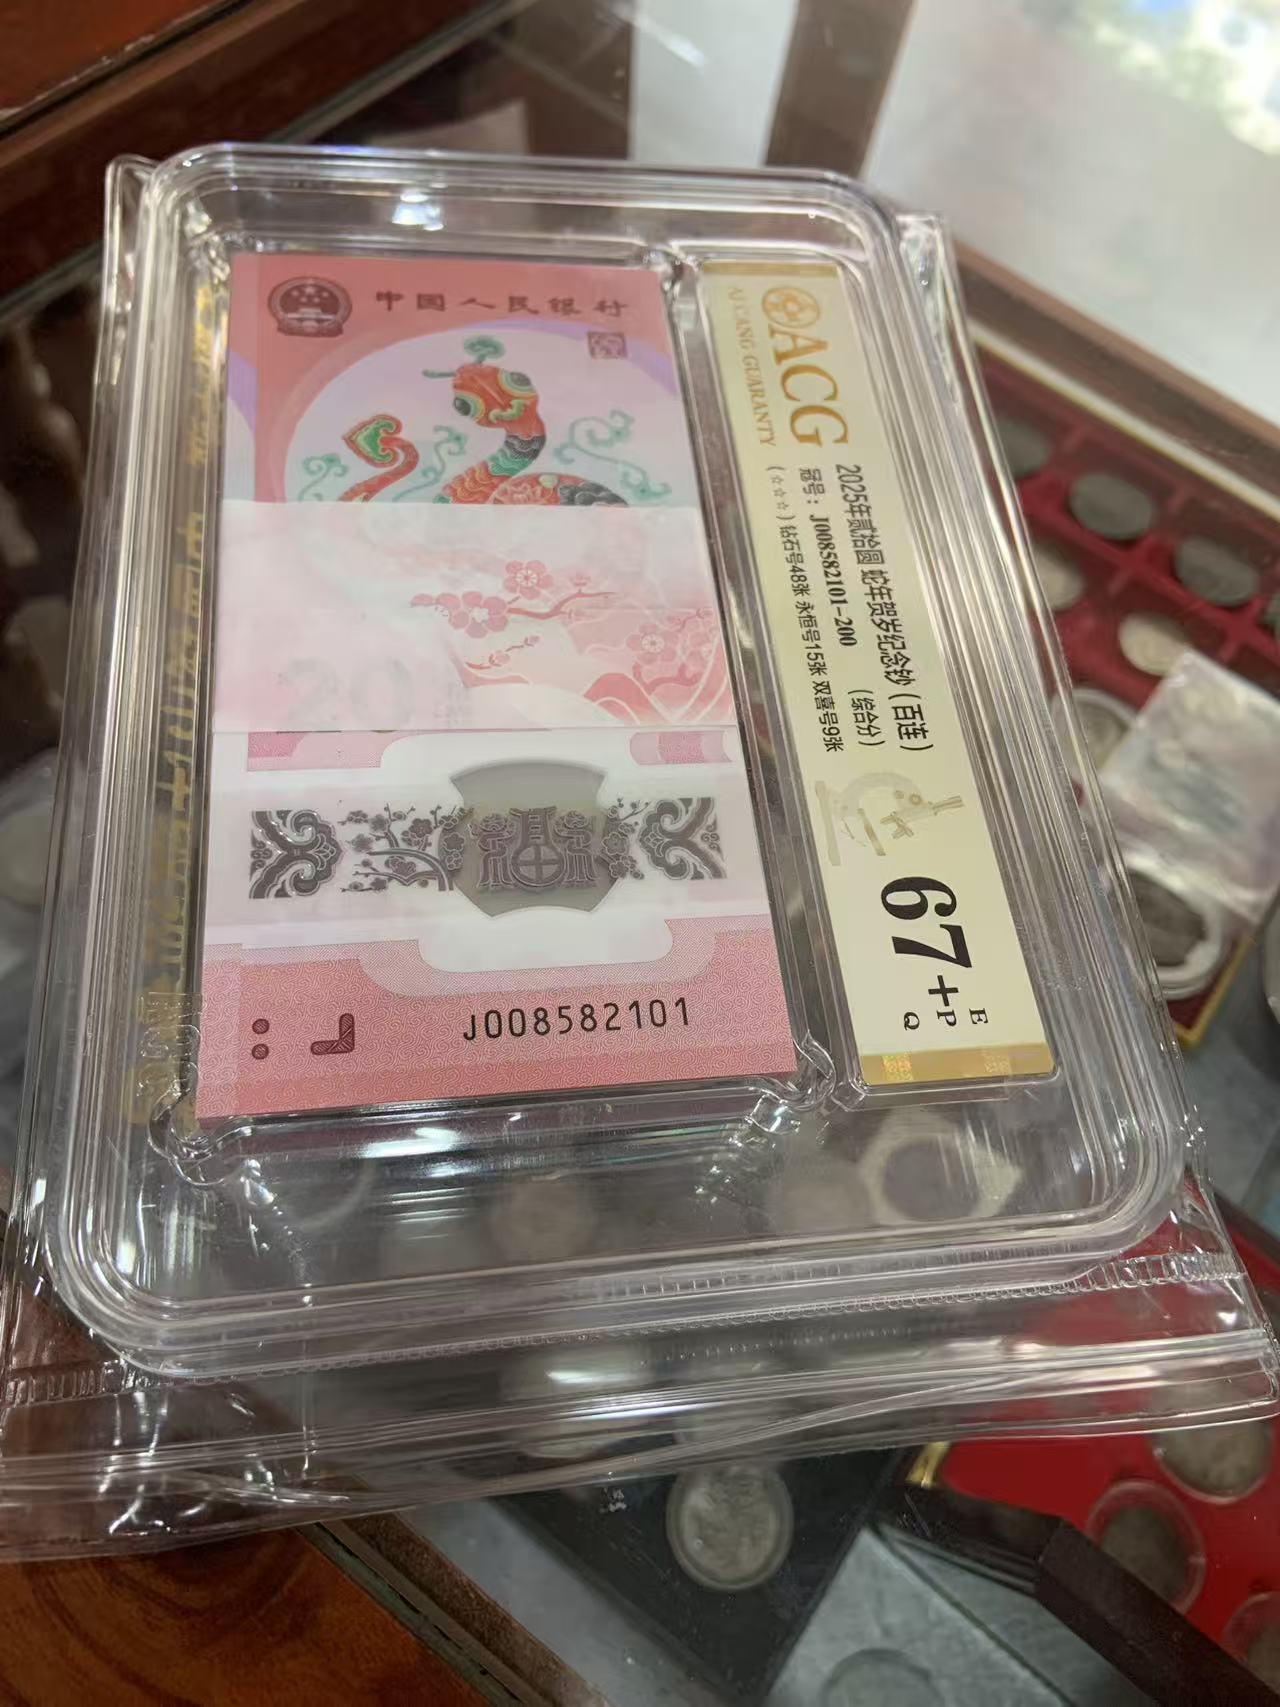 中国人民银行
J008582101
ACG
AI CANG GUARANTY
2025年贰拾圆 蛇年贺岁纪念钞（百连）
冠号：J008582101-200 （综合分）
（☆☆☆）钻石号48张 永恒号15张 双喜号9张
67+
E
P
Q